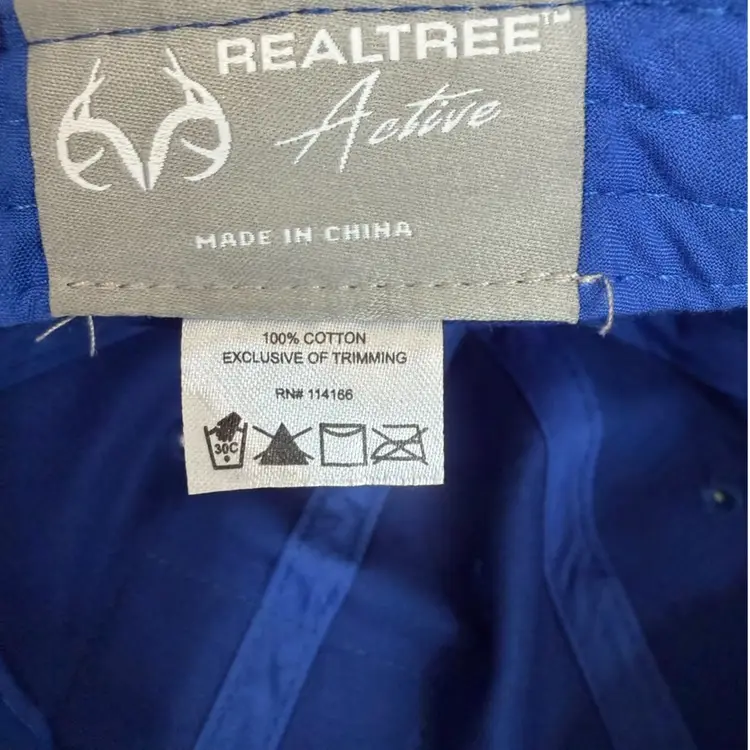 REALTREE™
Active
MADE IN CHINA
100% COTTON
EXCLUSIVE OF TRIMMING
RN# 114166
30C